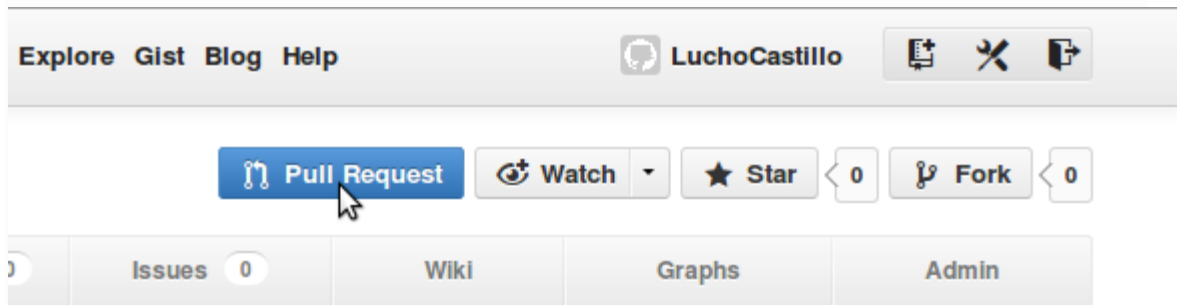 Explore Gist Blog Help LuchoCastillo
Pull Request Watch Star 0 Fork 0
Issues 0 Wiki Graphs Admin